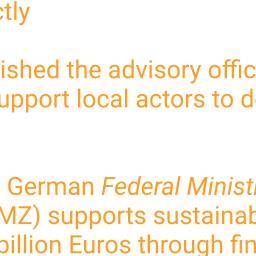 ctly
ished the advisory offic
upport local actors to d
German Federal Minist
MZ) supports sustainab
billion Euros through fin